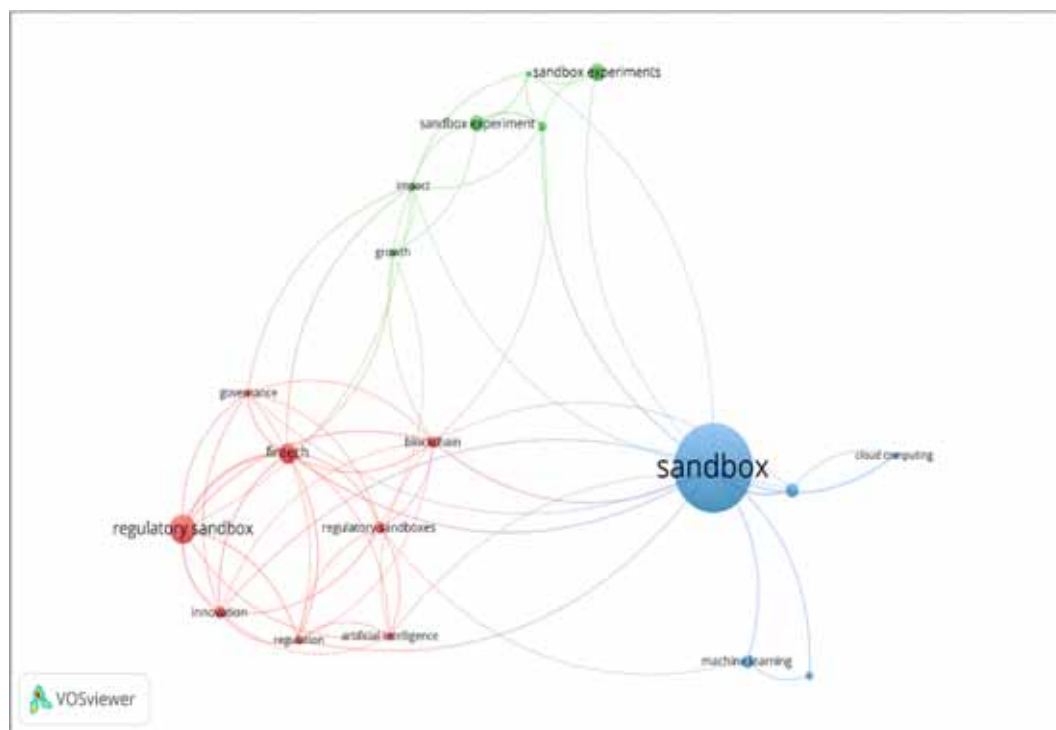 sandbox experiments
sandbox experiment
impact
growth
governance
blockchain
fintech
cloud computing
sandbox
regulatory sandbox
regulatory sandboxes
innovation
regulation
artificial intelligence
machine learning
VOSviewer